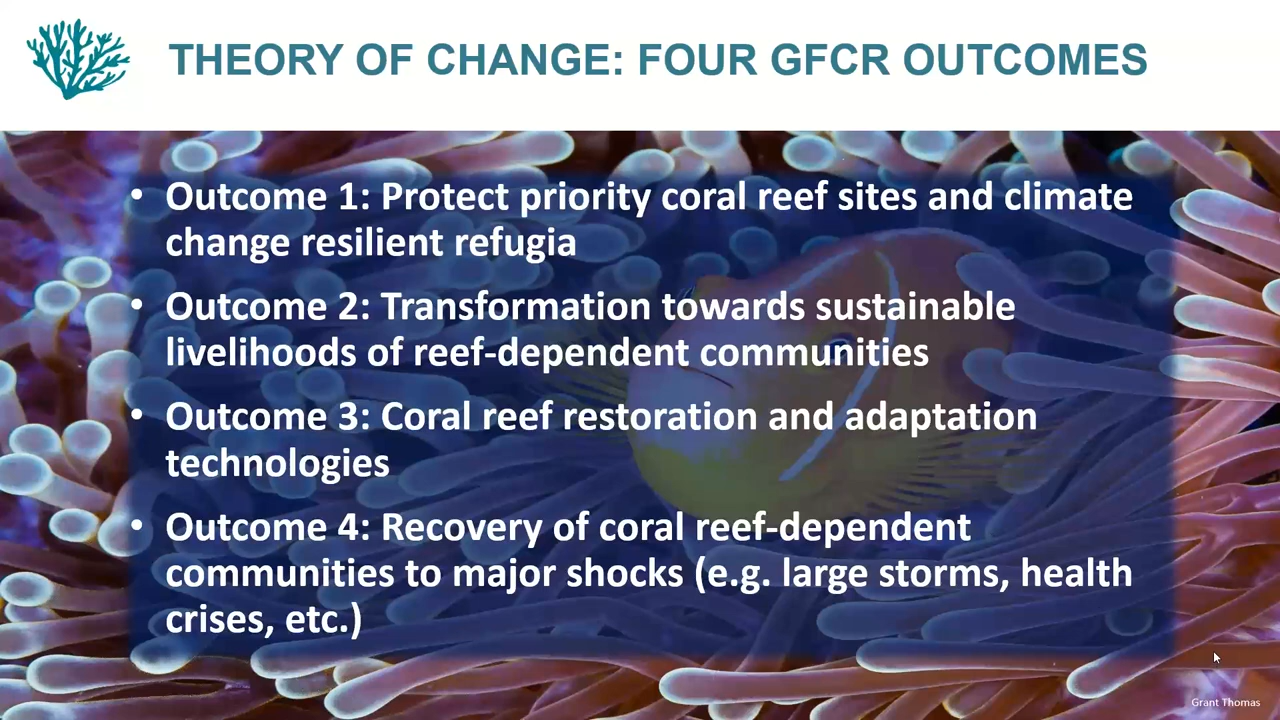 THEORY OF CHANGE: FOUR GFCR OUTCOMES
• Outcome 1: Protect priority coral reef sites and climate
change resilient refugia
• Outcome 2: Transformation towards sustainable
livelihoods of reef-dependent communities
• Outcome 3: Coral reef restoration and adaptation
technologies
• Outcome 4: Recovery of coral reef-dependent
communities to major shocks (e.g. large storms, health
crises, etc.)
Grant Thomas